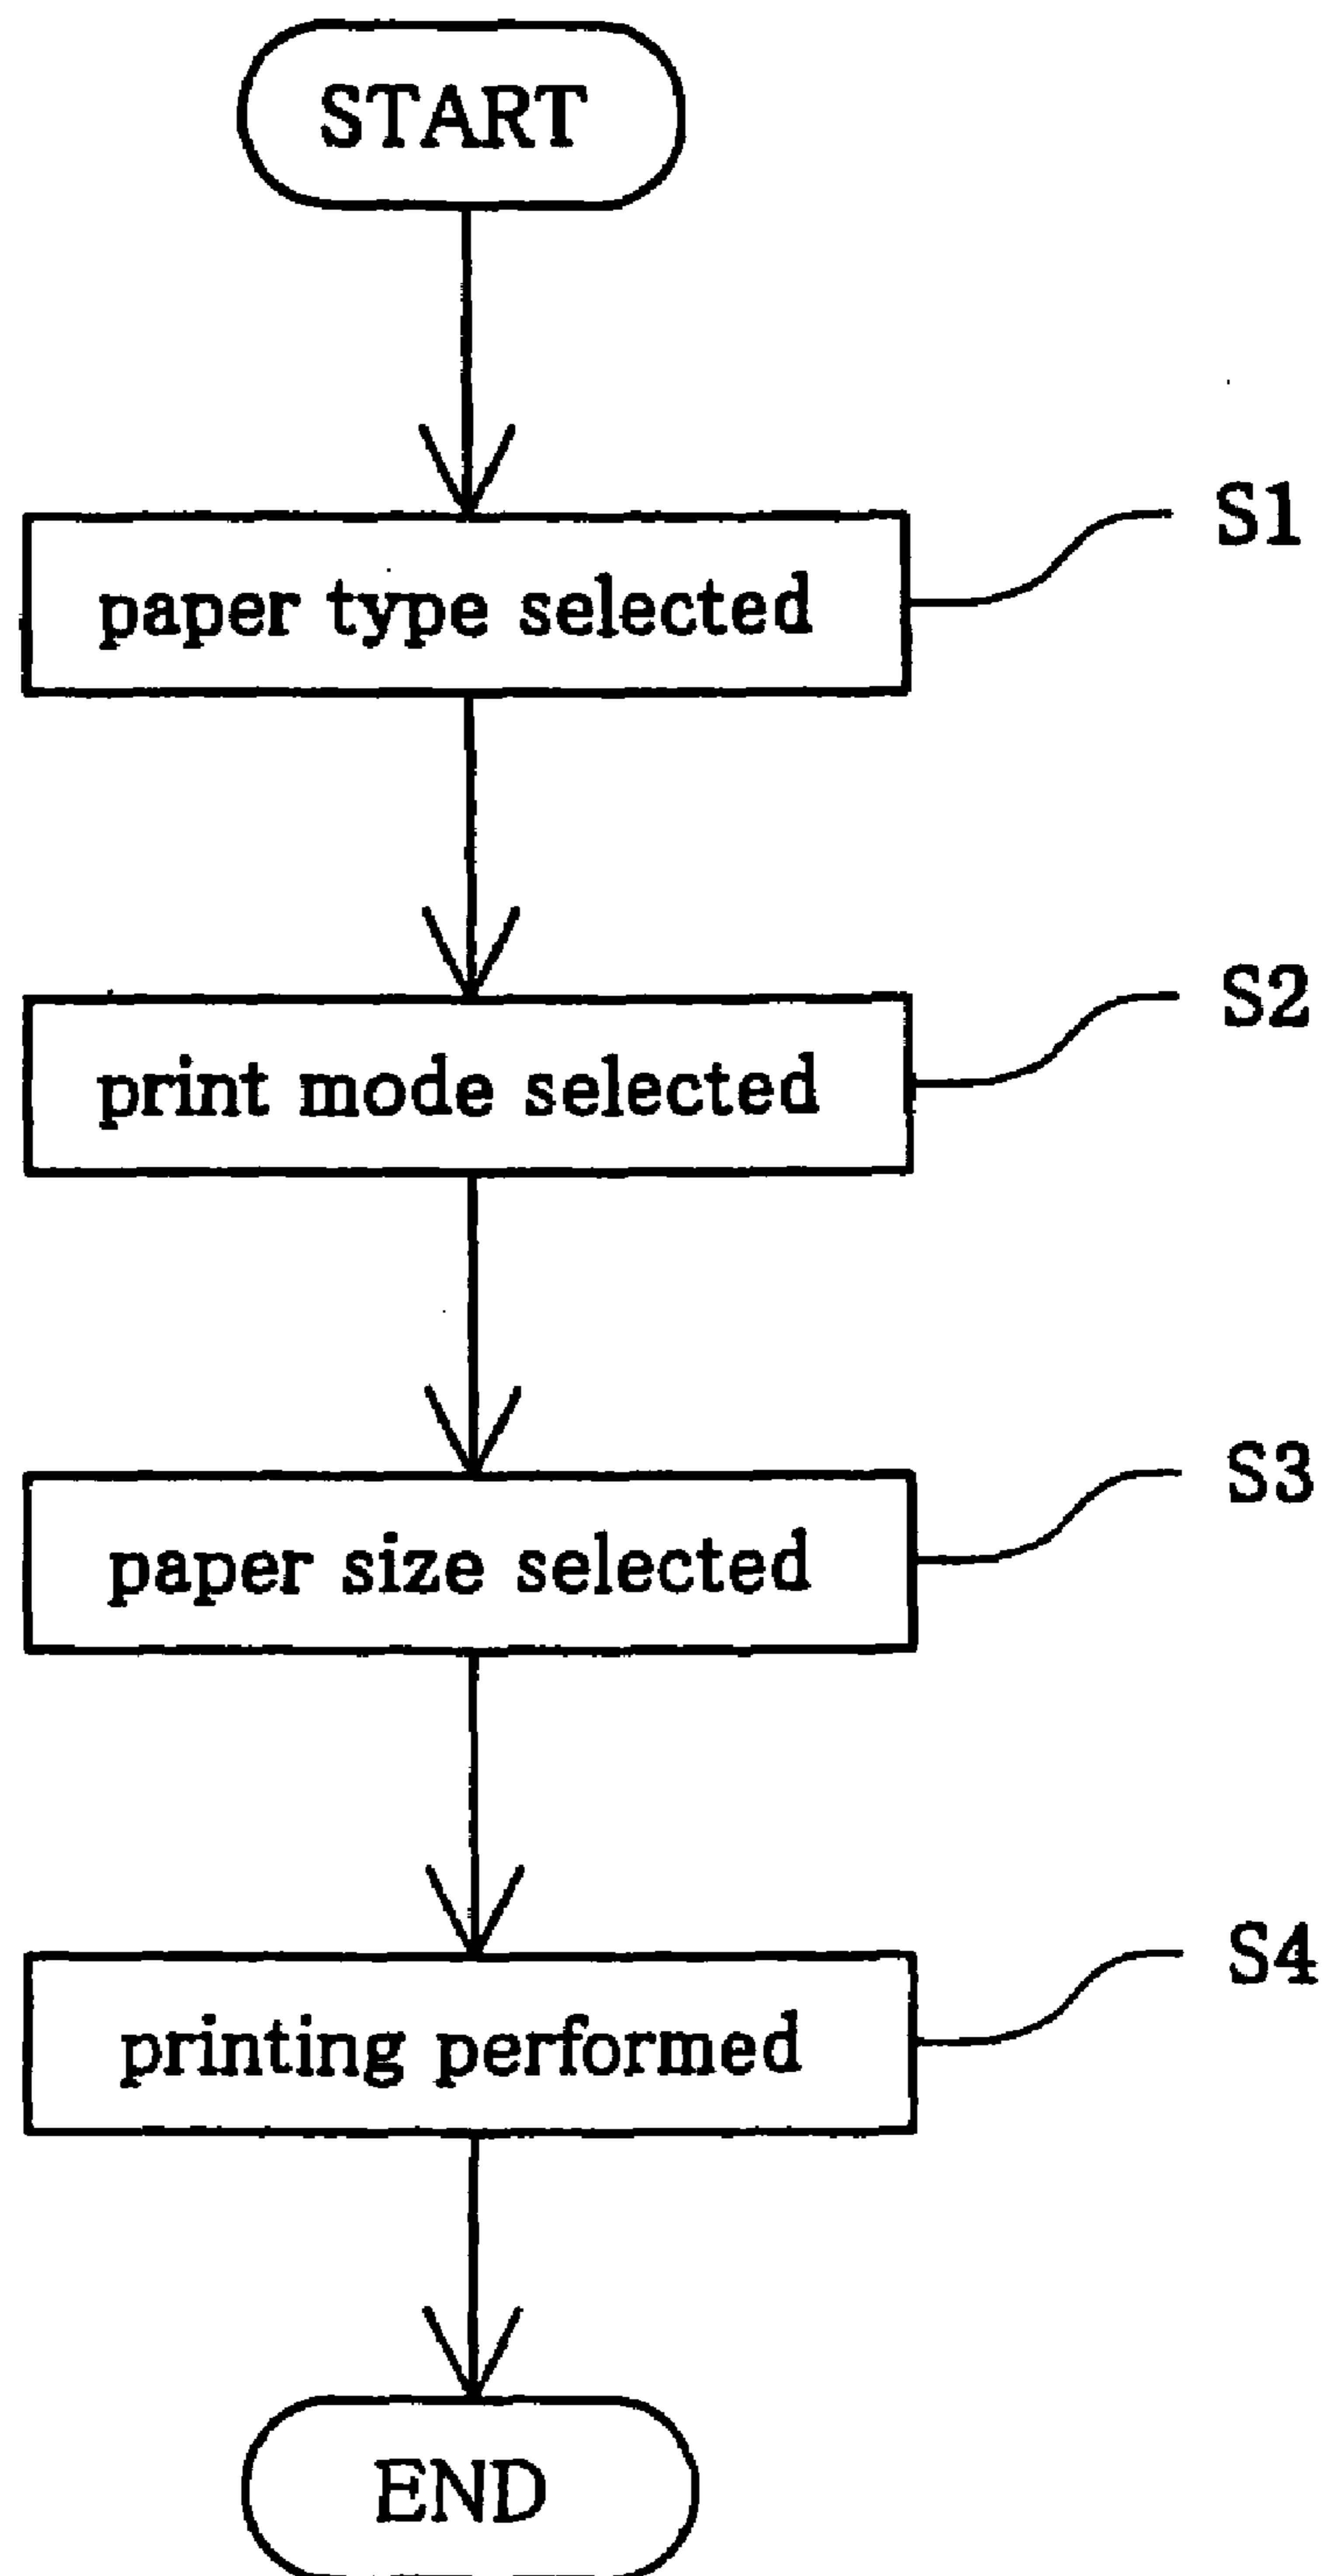 START
paper type selected
S1
print mode selected
S2
paper size selected
S3
printing performed
S4
END